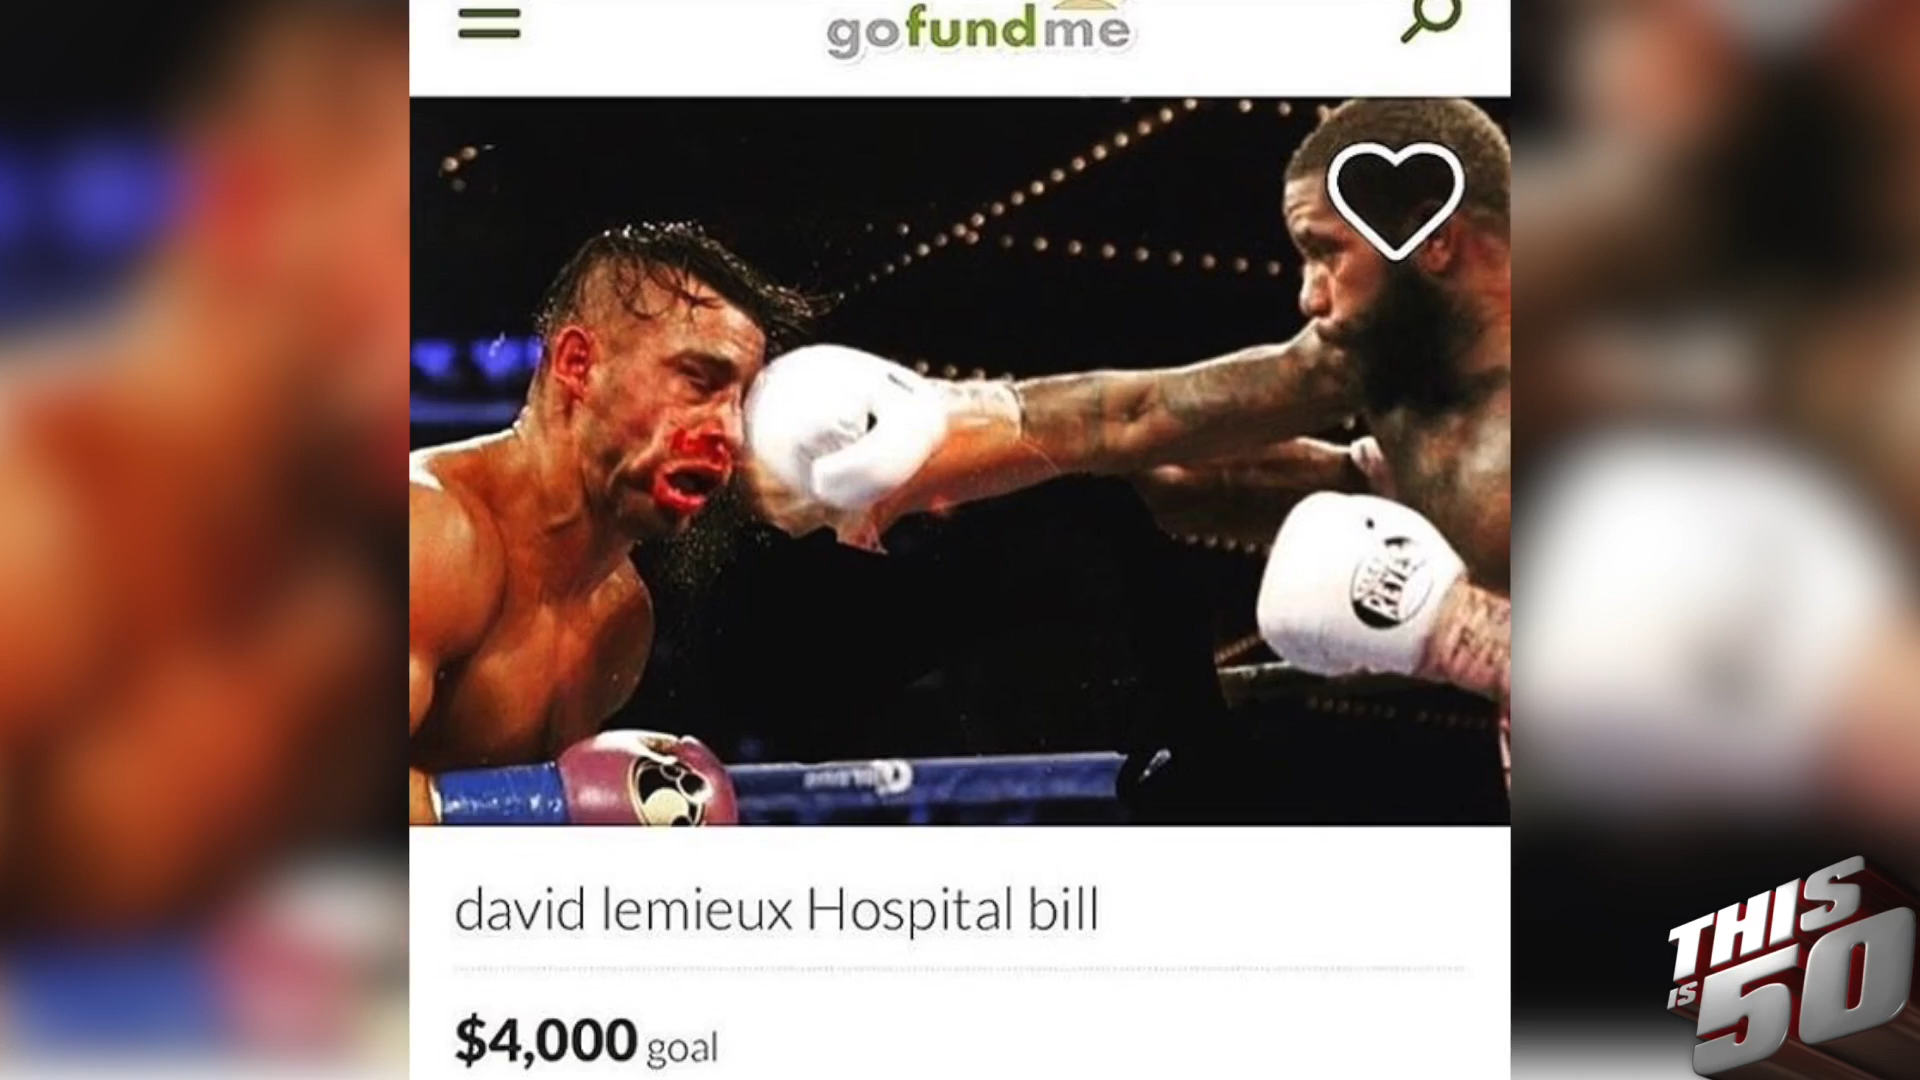 gofundme
david lemieux Hospital bill
$4,000 goal
THIS
IS 50